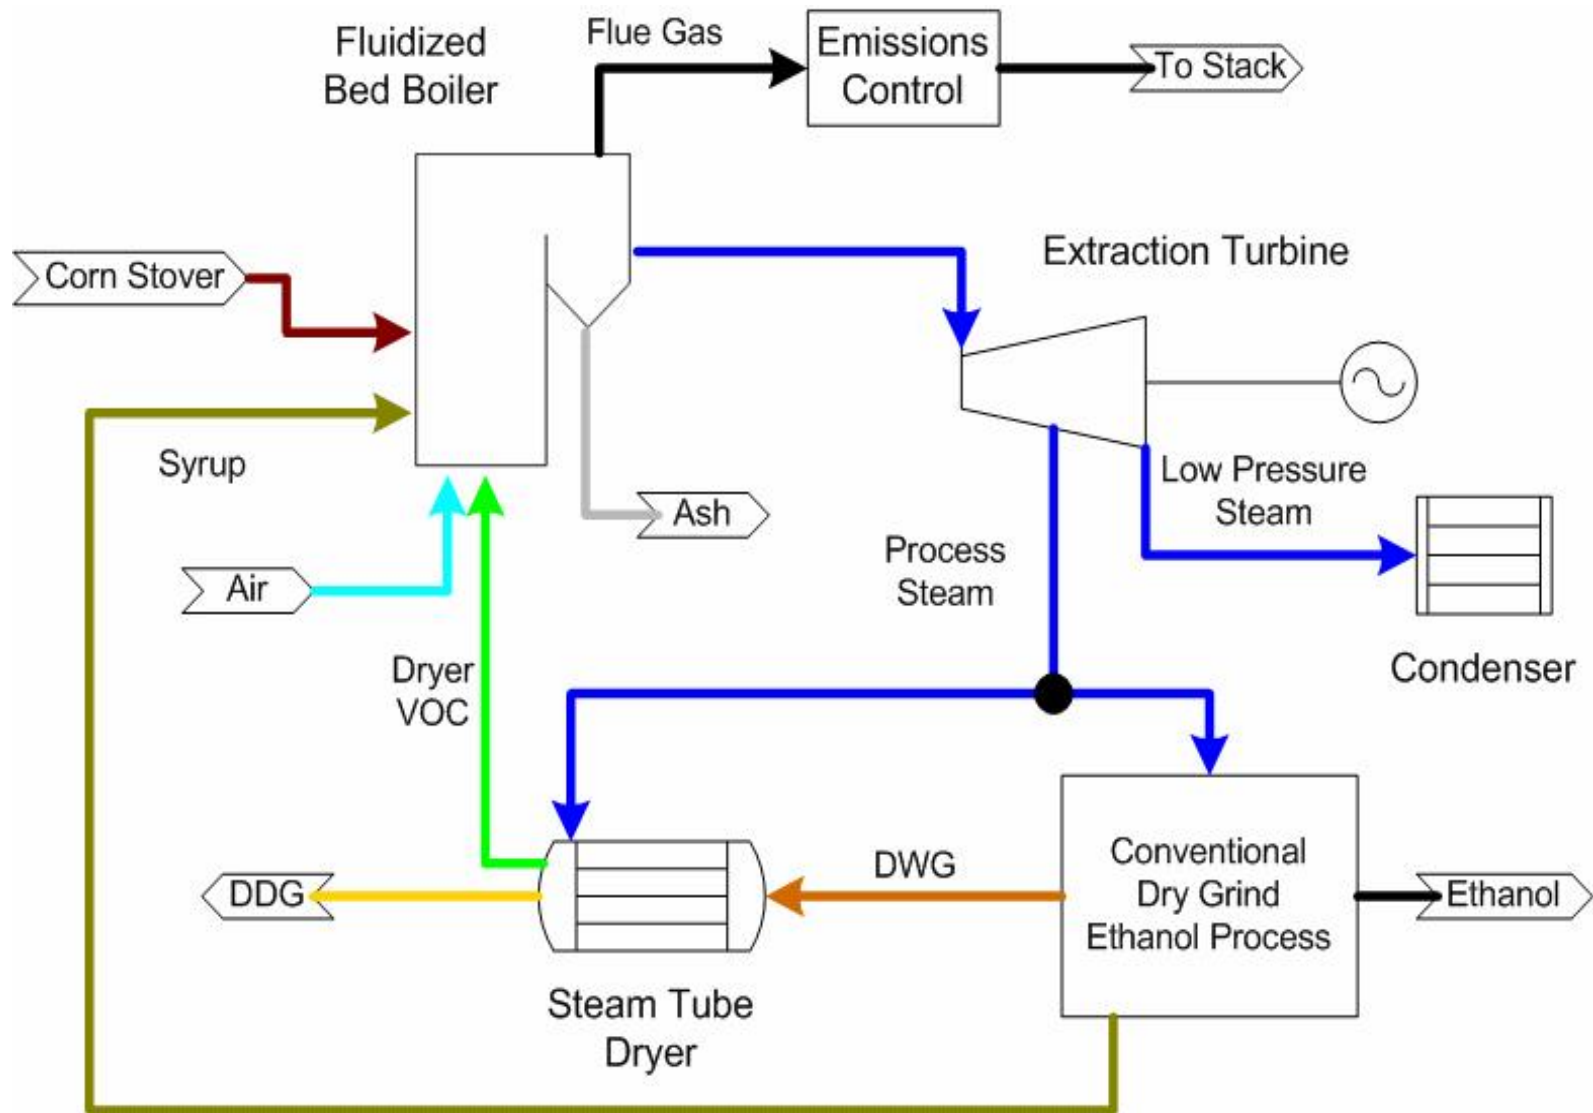 Fluidized
Bed Boiler
Flue Gas
Emissions
Control
To Stack
Corn Stover
Extraction Turbine
Syrup
Ash
Low Pressure
Steam
Air
Process
Steam
Dryer
VOC
Condenser
DDG
DWG
Conventional
Dry Grind
Ethanol Process
Ethanol
Steam Tube
Dryer